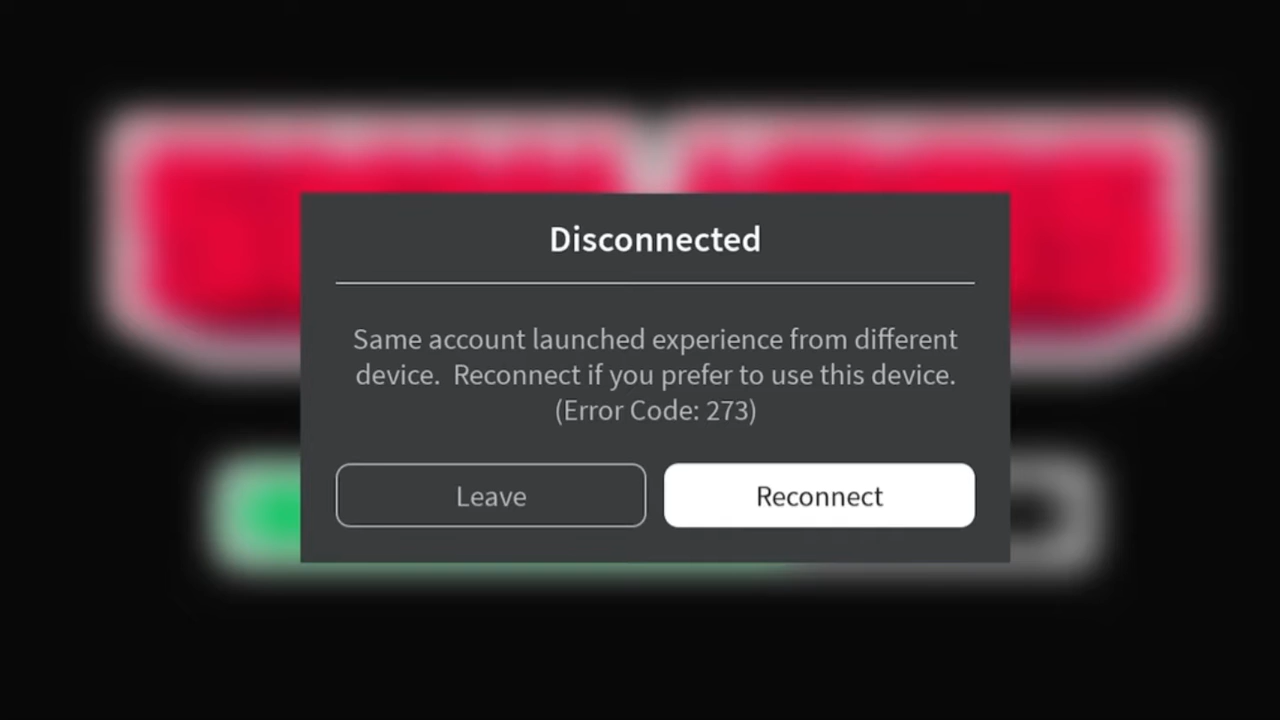 Disconnected
Same account launched experience from different
device.  Reconnect if you prefer to use this device.
(Error Code: 273)
Leave
Reconnect